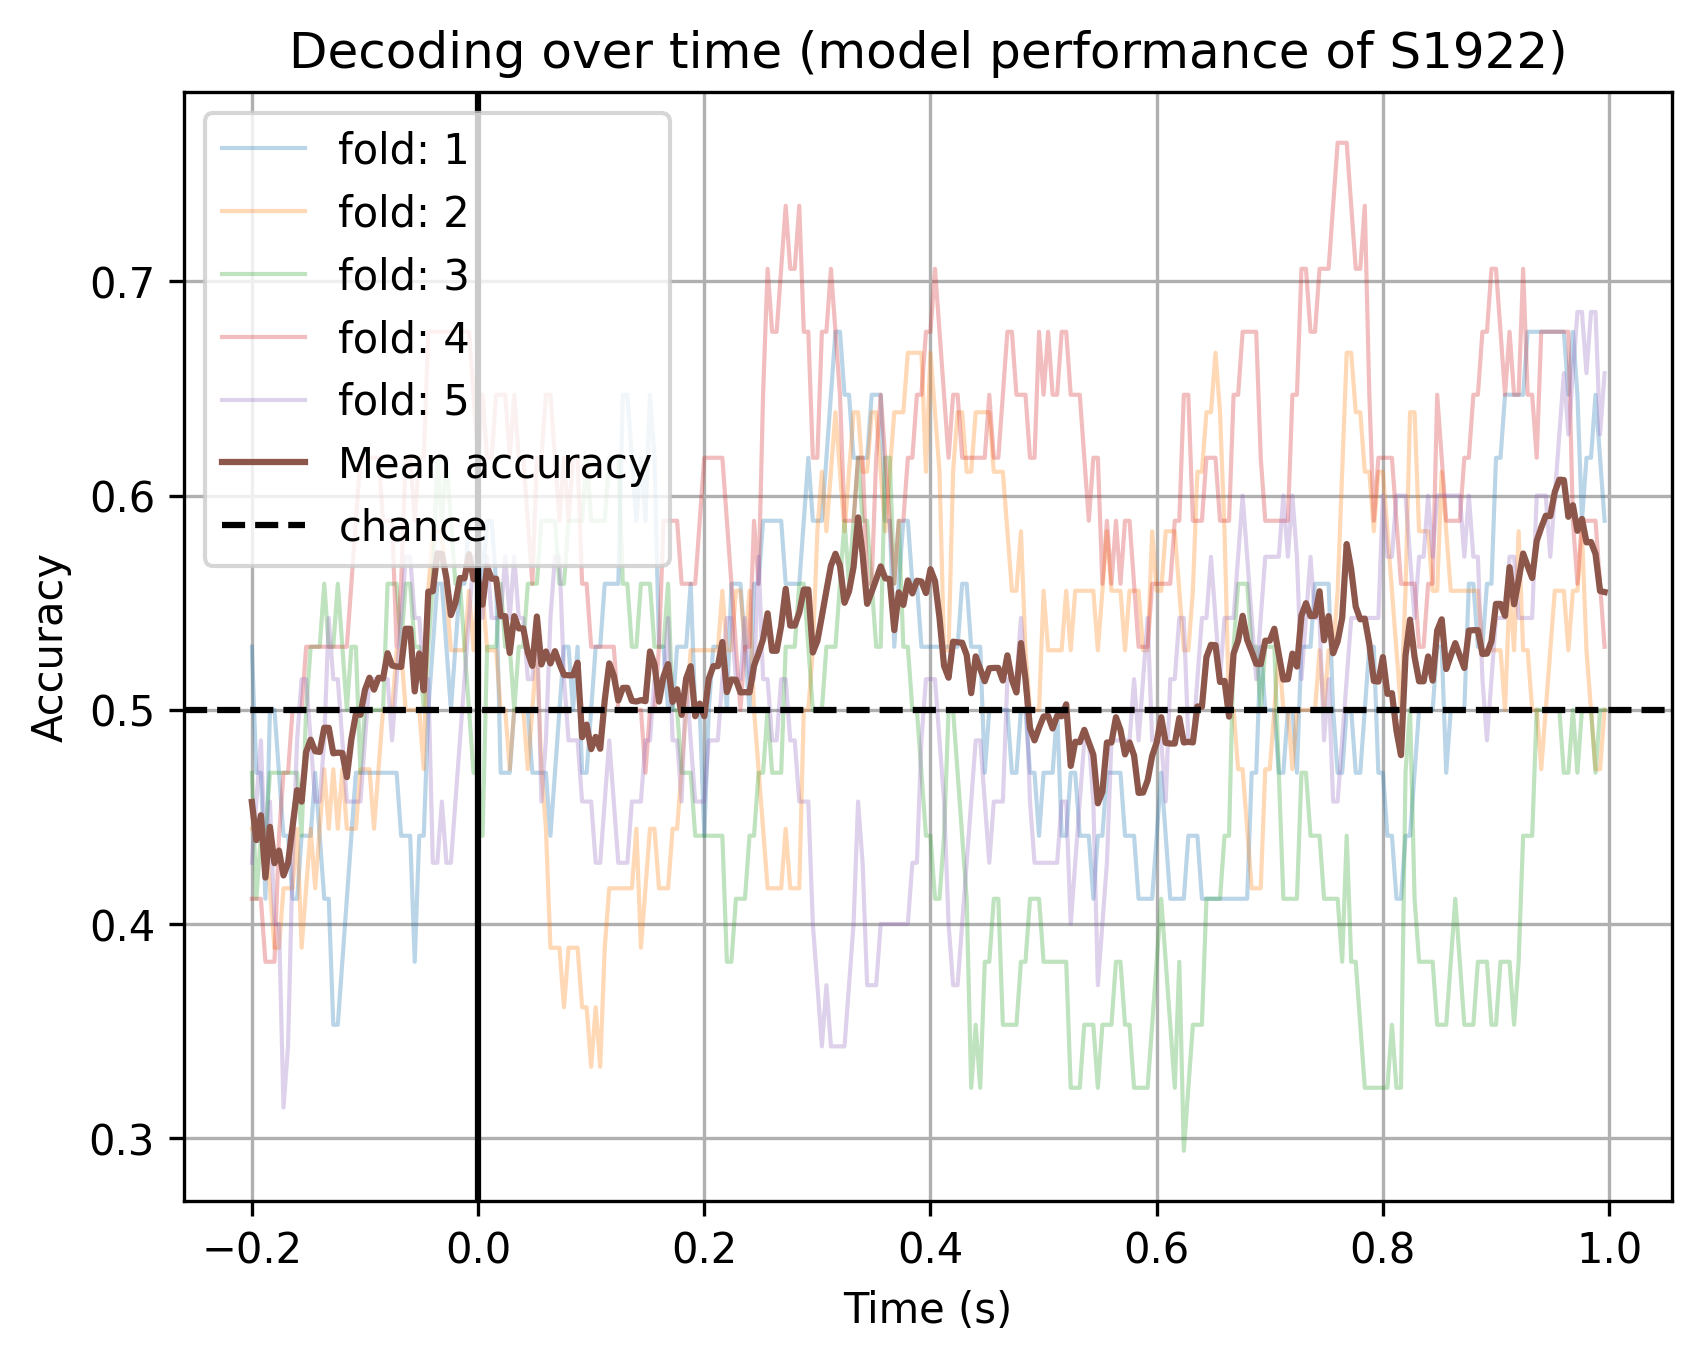 Decoding over time (model performance of S1922)
fold: 1
fold: 2
fold: 3
fold: 4
fold: 5
Mean accuracy
chance
Accuracy
0.7
0.6
0.5
0.4
0.3
−0.2
0.0
0.2
0.4
0.6
0.8
1.0
Time (s)